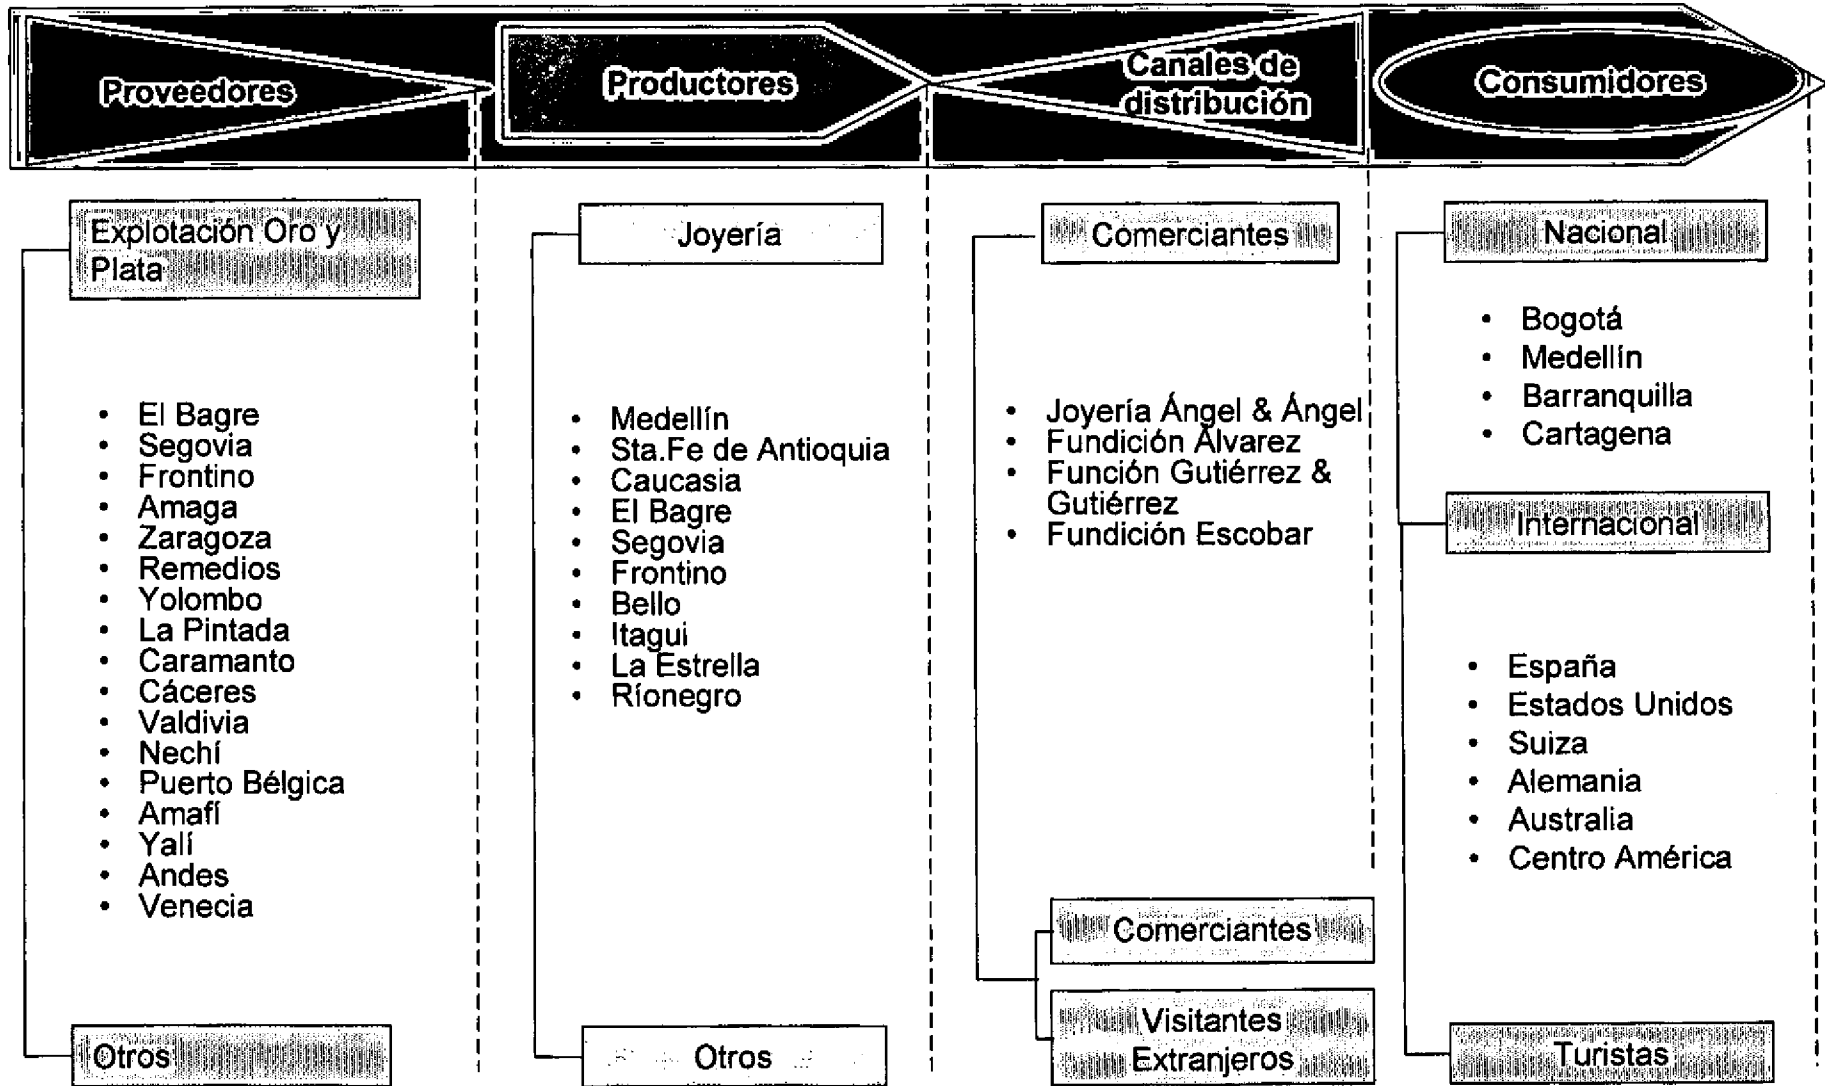 Proveedores
Productores
Canales de
distribución
Consumidores
Explotación Oro y
Plata
• El Bagre
• Segovia
• Frontino
• Amaga
• Zaragoza
• Remedios
• Yolombo
• La Pintada
• Caramanto
• Cáceres
• Valdivia
• Nechí
• Puerto Bélgica
• Amafí
• Yalí
• Andes
• Venecia
Otros
Joyería
• Medellín
• Sta.Fe de Antioquia
• Caucasia
• El Bagre
• Segovia
• Frontino
• Bello
• Itagui
• La Estrella
• Ríonegro
Otros
Comerciantes
• Joyería Ángel & Ángel
• Fundición Álvarez
• Función Gutiérrez &
Gutiérrez
• Fundición Escobar
Comerciantes
Visitantes
Extranjeros
Nacional
• Bogotá
• Medellín
• Barranquilla
• Cartagena
Internacional
• España
• Estados Unidos
• Suiza
• Alemania
• Australia
• Centro América
Turistas